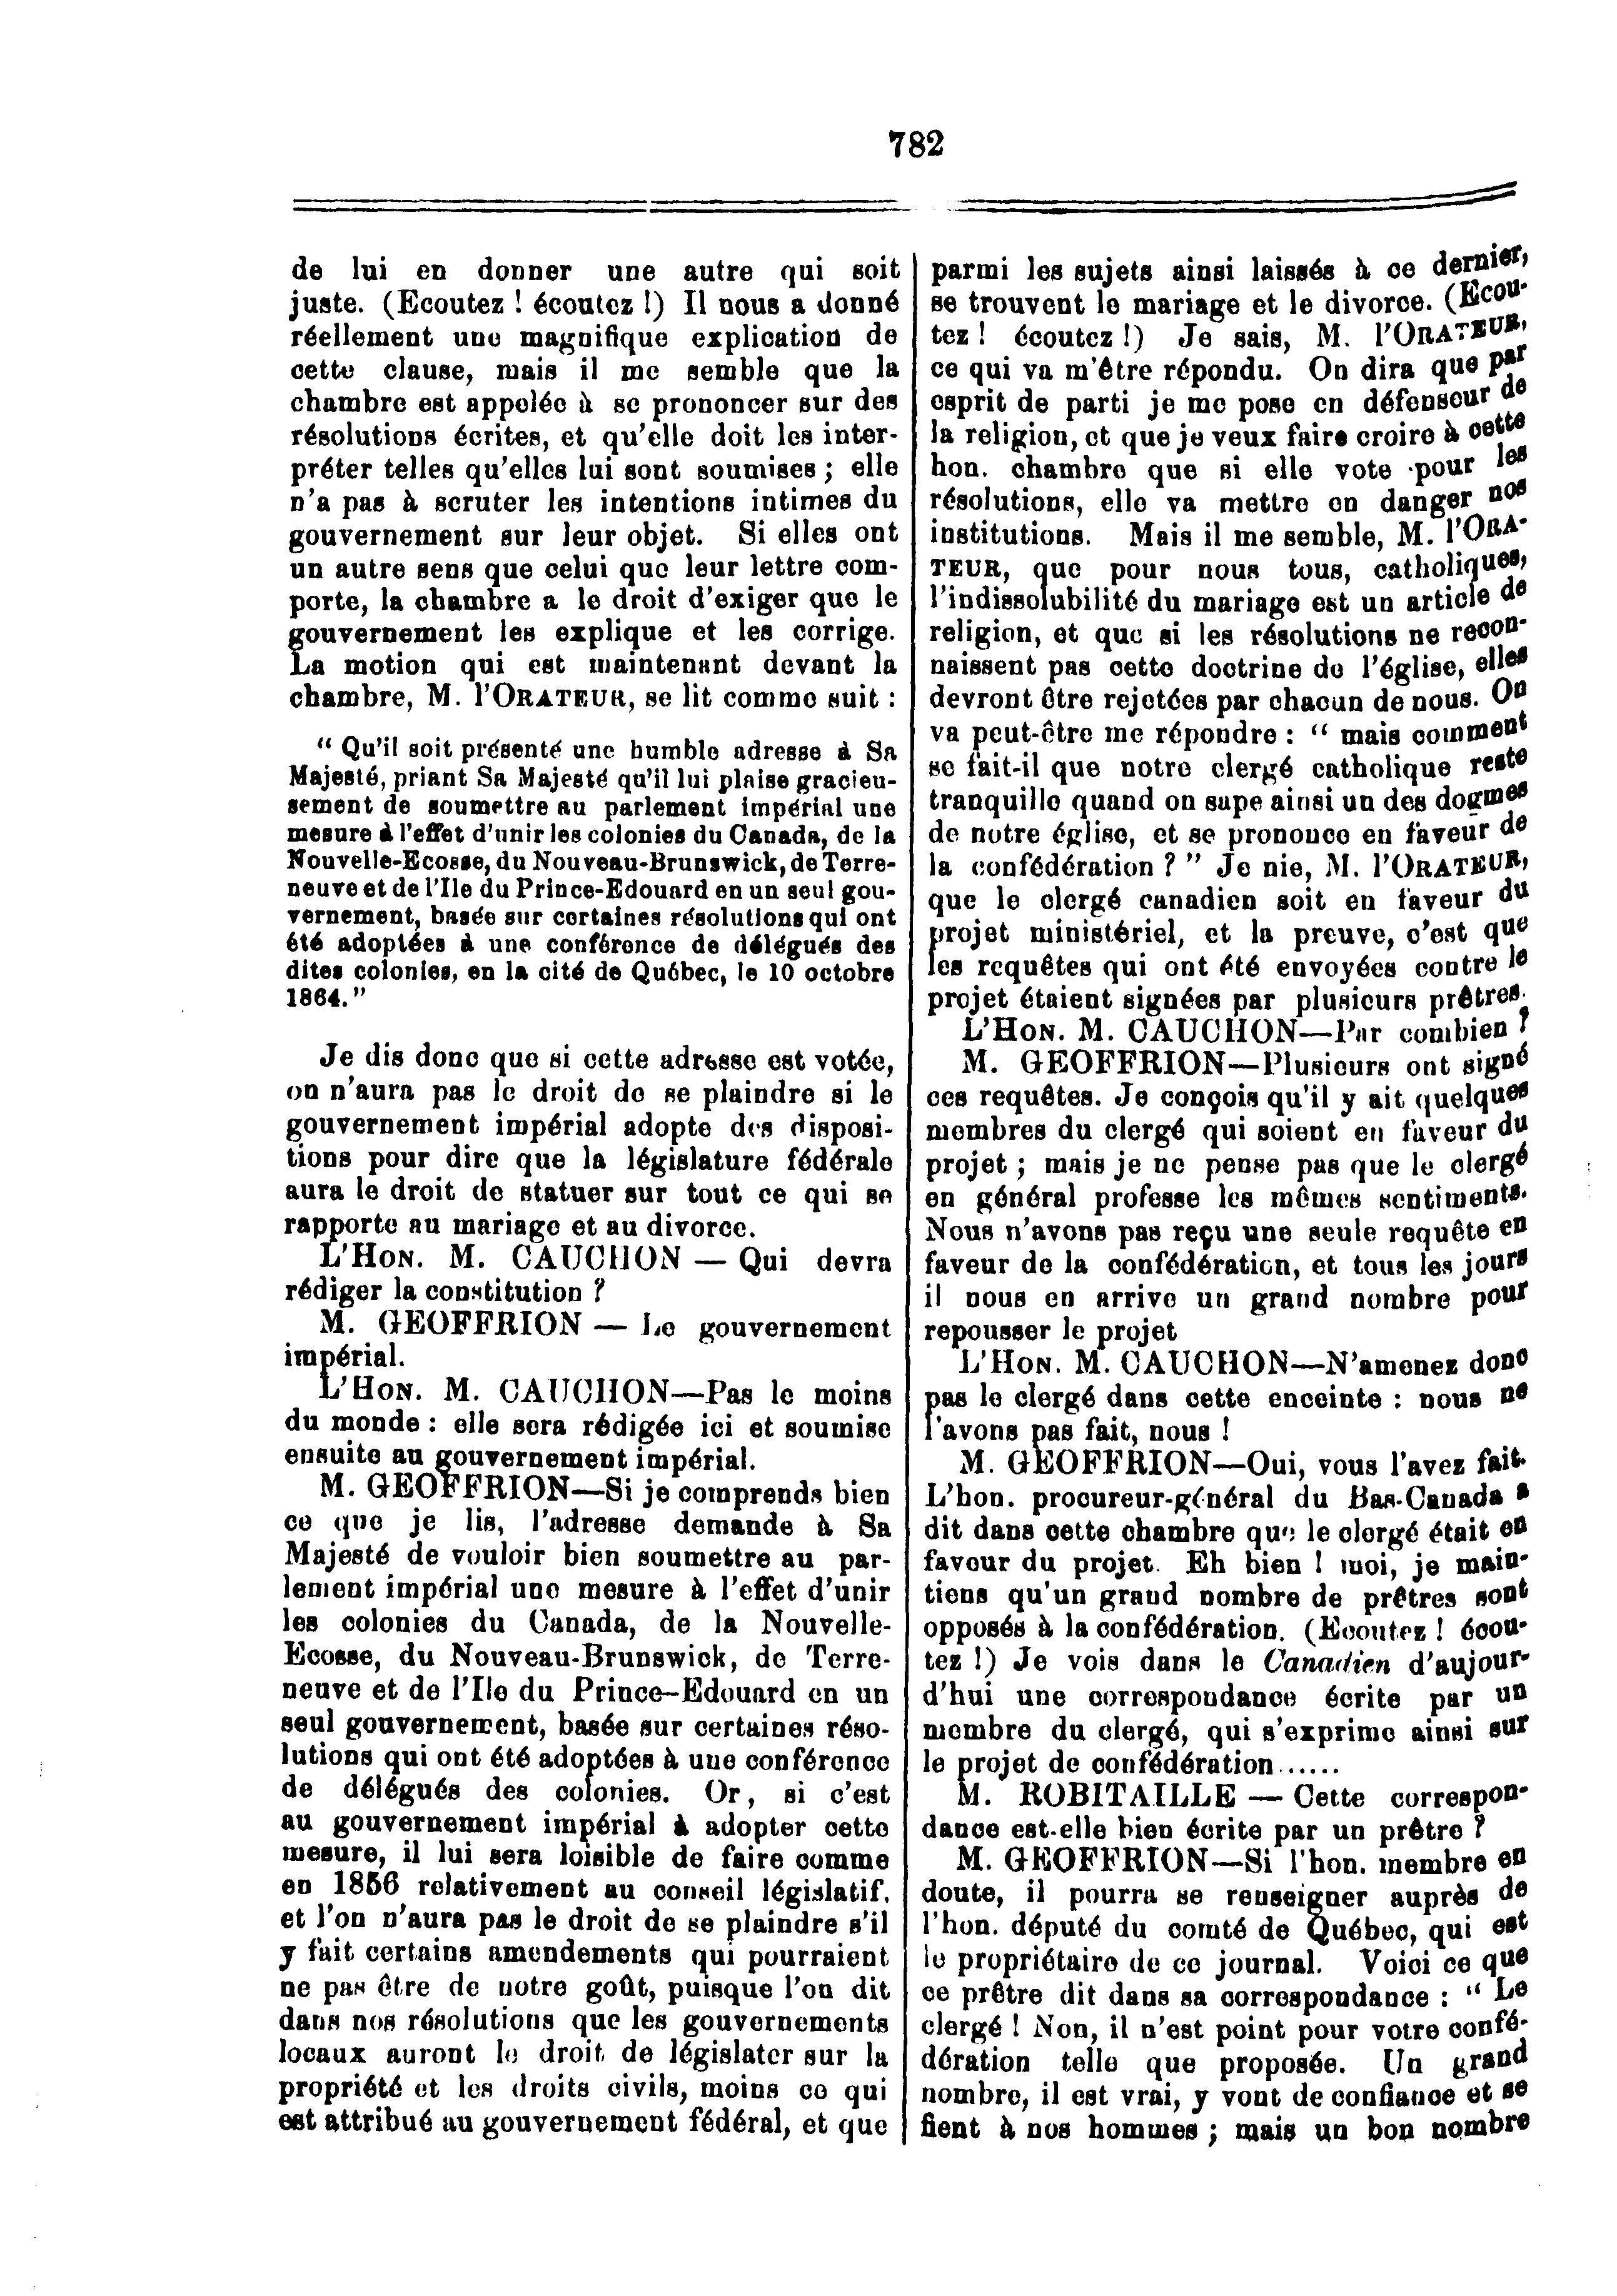 782
de lui en donner une autre qui soit
juste. (Ecoutez ! écoutez !) Il nous a donné
réellement une magnifique explication de
cette clause, mais il me semble que la
chambre est appelée à se prononcer sur des
résolutions écrites, et qu'elle doit les inter-
préter telles qu'elles lui sont soumises ; elle
n'a pas à scruter les intentions intimes du
gouvernement sur leur objet. Si elles ont
un autre sens que celui que leur lettre com-
porte, la chambre a le droit d'exiger que le
gouvernement les explique et les corrige.
La motion qui est maintenant devant la
chambre, M. l'ORATEUR, se lit comme suit :
“ Qu'il soit présenté une humble adresse à Sa
Majesté, priant Sa Majesté qu'il lui plaise gracieu-
sement de soumettre au parlement impérial une
mesure à l'effet d'unir les colonies du Canada, de la
Nouvelle-Ecosse, du Nouveau-Brunswick, de Terre-
neuve et de l'Ile du Prince-Edouard en un seul gou-
vernement, basée sur certaines résolutions qui ont
été adoptées à une conférence de délégués des
dites colonies, en la cité de Québec, le 10 octobre
1864.”
Je dis donc que si cette adresse est votée,
on n'aura pas le droit de se plaindre si le
gouvernement impérial adopte des disposi-
tions pour dire que la législature fédérale
aura le droit de statuer sur tout ce qui se
rapporte au mariage et au divorce.
L'HON. M. CAUCHON — Qui devra
rédiger la constitution ?
M. GEOFFRION — Le gouvernement
impérial.
L'HON. M. CAUCHON—Pas le moins
du monde : elle sera rédigée ici et soumise
ensuite au gouvernement impérial.
M. GEOFFRION—Si je comprends bien
ce que je lis, l'adresse demande à Sa
Majesté de vouloir bien soumettre au par-
lement impérial une mesure à l'effet d'unir
les colonies du Canada, de la Nouvelle-
Ecosse, du Nouveau-Brunswick, de Terre-
neuve et de l'Ile du Prince-Edouard en un
seul gouvernement, basée sur certaines réso-
lutions qui ont été adoptées à une conférence
de délégués des colonies. Or, si c'est
au gouvernement impérial à adopter cette
mesure, il lui sera loisible de faire comme
en 1856 relativement au conseil législatif,
et l'on n'aura pas le droit de se plaindre s'il
y fait certains amendements qui pourraient
ne pas être de notre goût, puisque l'on dit
dans nos résolutions que les gouvernements
locaux auront le droit de législater sur la
propriété et les droits civils, moins ce qui
est attribué au gouvernement fédéral, et que
parmi les sujets ainsi laissés à ce dernier,
se trouvent le mariage et le divorce. (Ecou-
tez ! écoutez !) Je sais, M. l'ORATEUR,
ce qui va m'être répondu. On dira que par
esprit de parti je me pose en défenseur de
la religion, et que je veux faire croire à cette
hon. chambre que si elle vote pour les
résolutions, elle va mettre en danger nos
institutions. Mais il me semble, M. l'ORA-
TEUR, que pour nous tous, catholiques,
l'indissolubilité du mariage est un article de
religion, et que si les résolutions ne recon-
naissent pas cette doctrine de l'église, elles
devront être rejetées par chacun de nous. On
va peut-être me répondre : “ mais comment
se fait-il que notre clergé catholique reste
tranquille quand on sape ainsi un des dogmes
de notre église, et se prononce en faveur de
la confédération ? ” Je nie, M. l'ORATEUR,
que le clergé canadien soit en faveur du
projet ministériel, et la preuve, c'est que
les requêtes qui ont été envoyées contre le
projet étaient signées par plusieurs prêtres.
L'HON. M. CAUCHON—Par combien ?
M. GEOFFRION—Plusieurs ont signé
ces requêtes. Je conçois qu'il y ait quelques
membres du clergé qui soient en faveur du
projet ; mais je ne pense pas que le clergé
en général professe les mêmes sentiments.
Nous n'avons pas reçu une seule requête en
faveur de la confédération, et tous les jours
il nous en arrive un grand nombre pour
repousser le projet
L'HON. M. CAUCHON—N'amenez donc
pas le clergé dans cette enceinte : nous ne
l'avons pas fait, nous !
M. GEOFFRION—Oui, vous l'avez fait.
L'hon. procureur-général du Bas-Canada a
dit dans cette chambre que le clergé était en
faveur du projet. Eh bien ! moi, je main-
tiens qu'un grand nombre de prêtres sont
opposés à la confédération. (Ecoutez ! écou-
tez !) Je vois dans le Canadien d'aujour-
d'hui une correspondance écrite par un
membre du clergé, qui s'exprime ainsi sur
le projet de confédération......
M. ROBITAILLE — Cette correspon-
dance est-elle bien écrite par un prêtre ?
M. GEOFFRION—Si l'hon. membre en
doute, il pourra se renseigner auprès de
l'hon. député du comté de Québec, qui est
le propriétaire de ce journal. Voici ce que
ce prêtre dit dans sa correspondance : “ Le
clergé ! Non, il n'est point pour votre confé-
dération telle que proposée. Un grand
nombre, il est vrai, y vont de confiance et se
fient à nos hommes ; mais un bon nombre